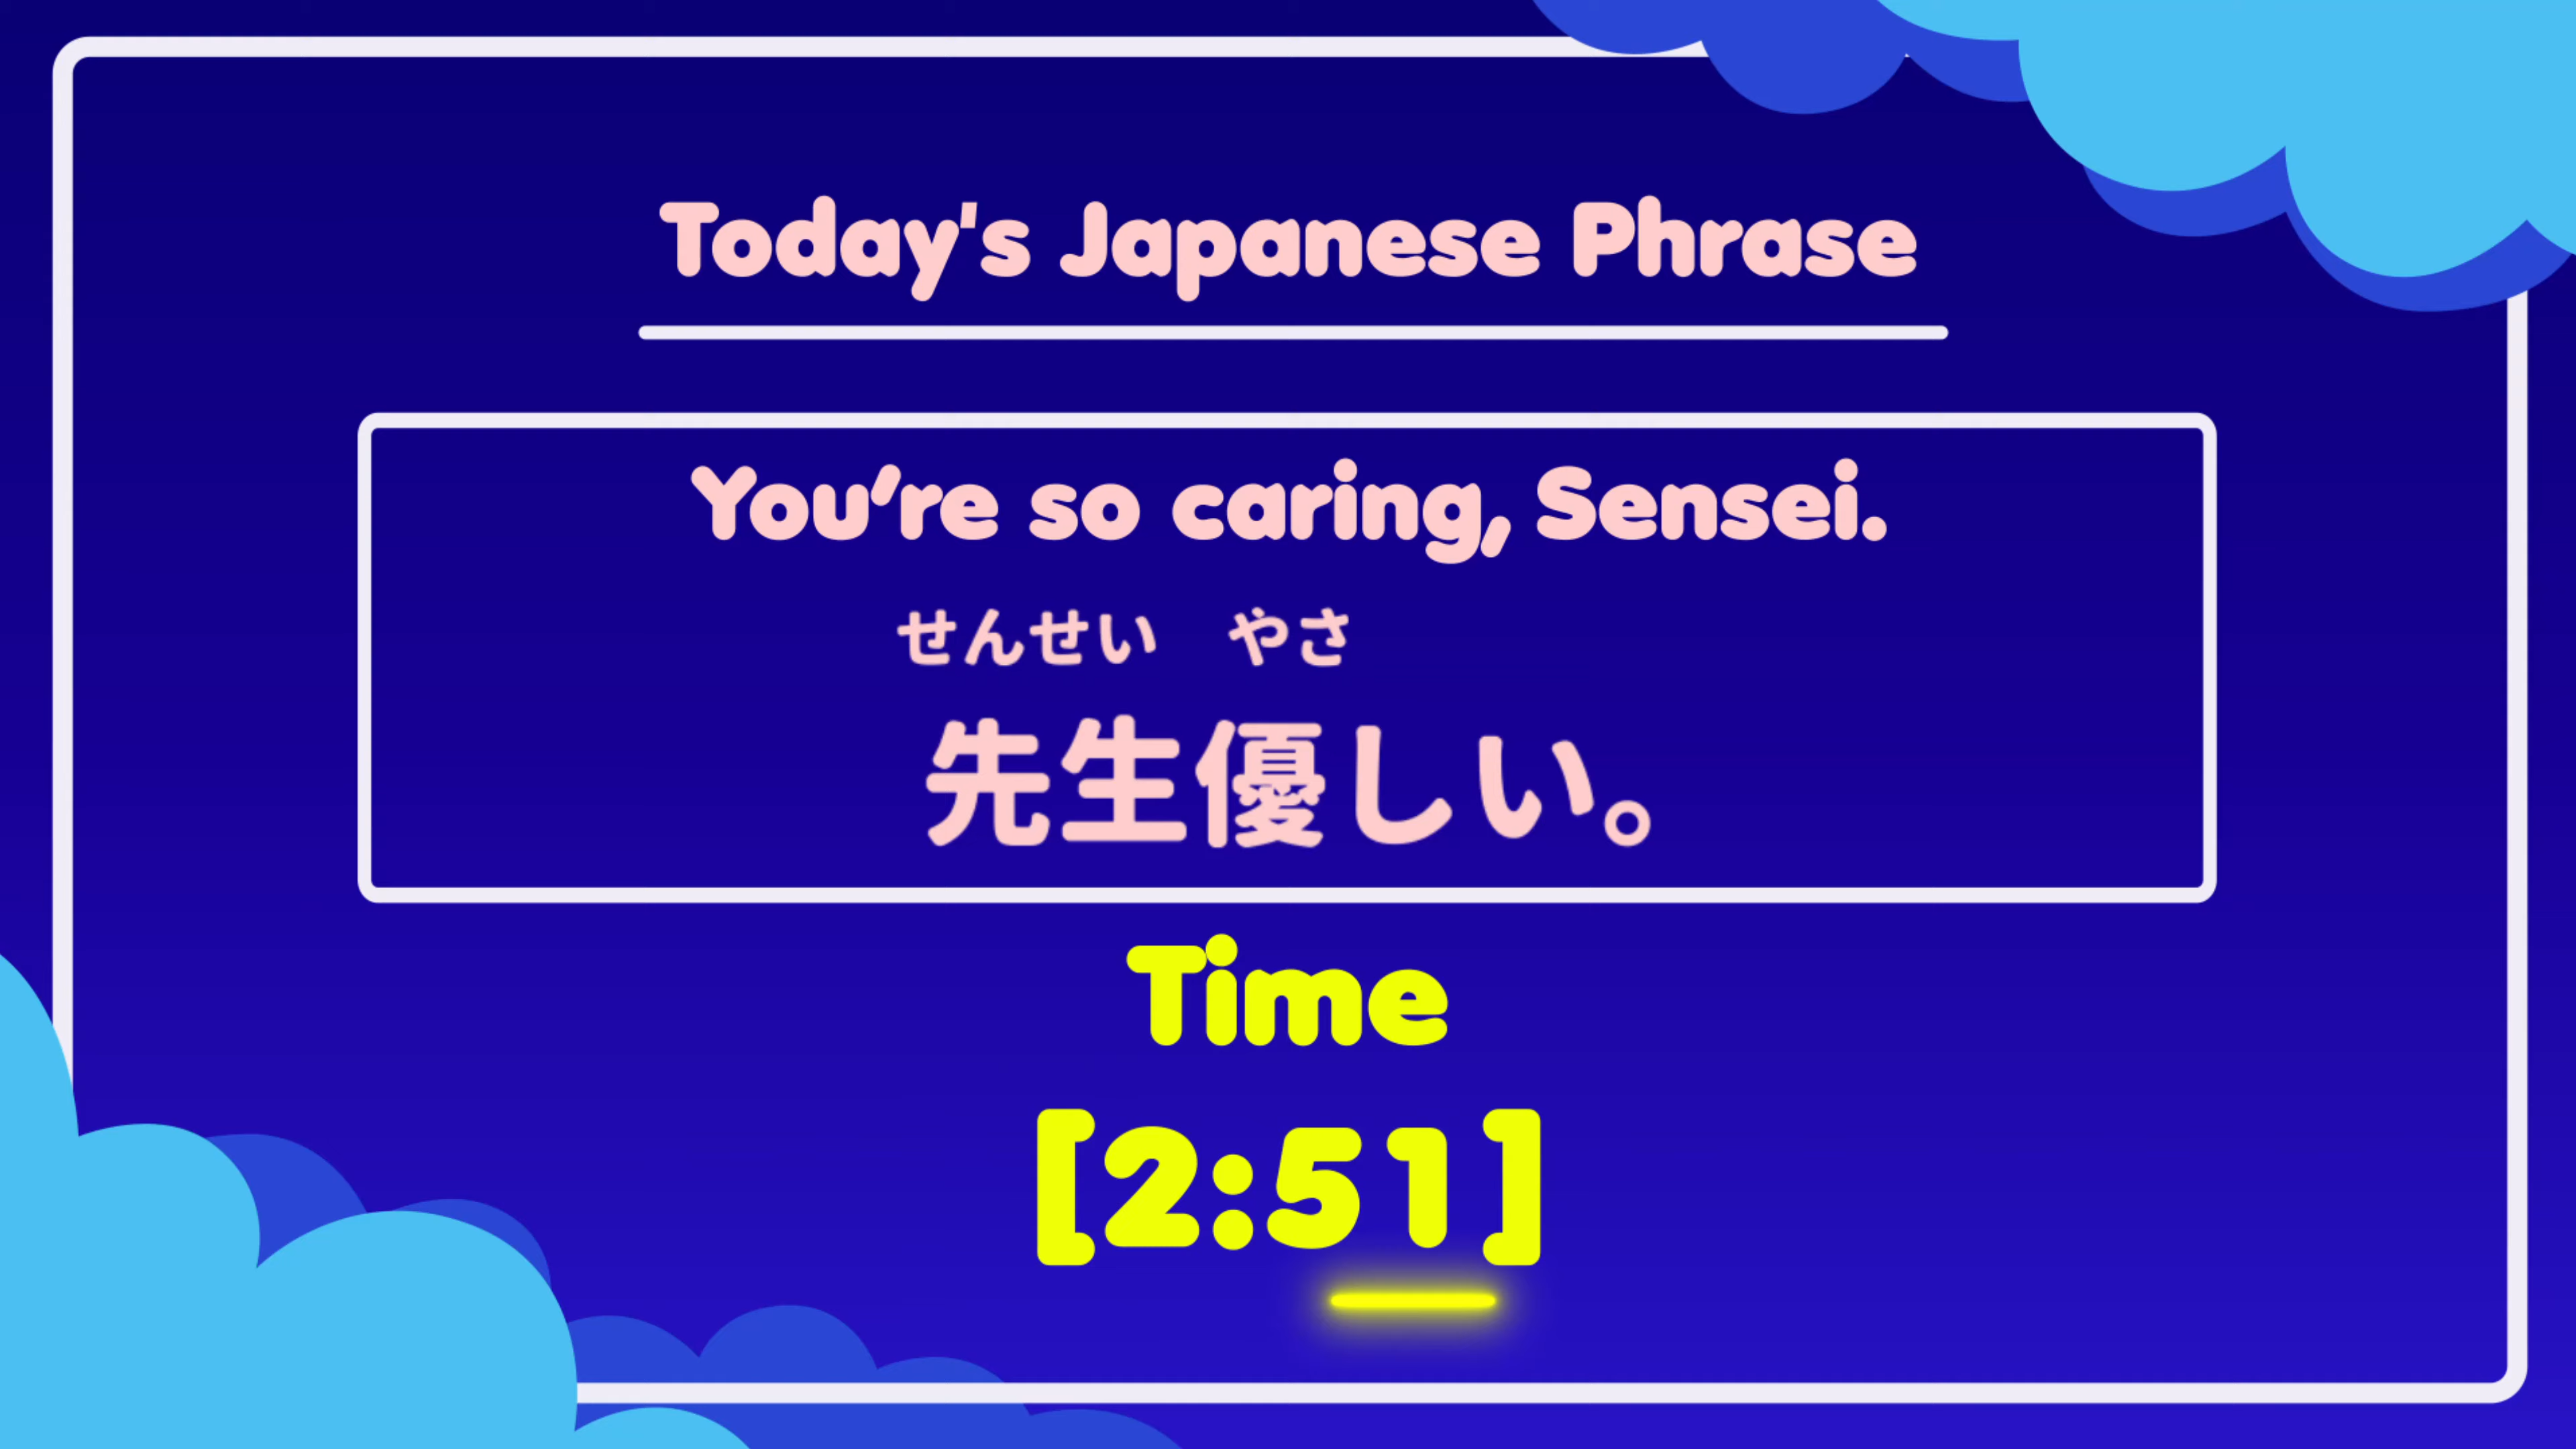 Today's Japanese Phrase
You’re so caring, Sensei.
せんせい　やさ
先生優しい。
Time
[2:51]